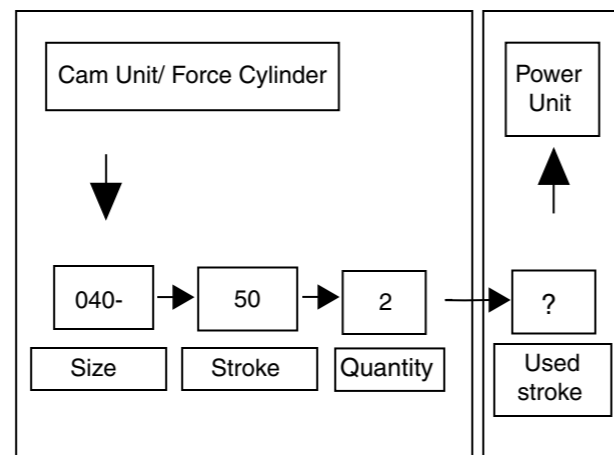 Cam Unit/ Force Cylinder
Power
Unit
040-
50
2
?
Size
Stroke
Quantity
Used
stroke